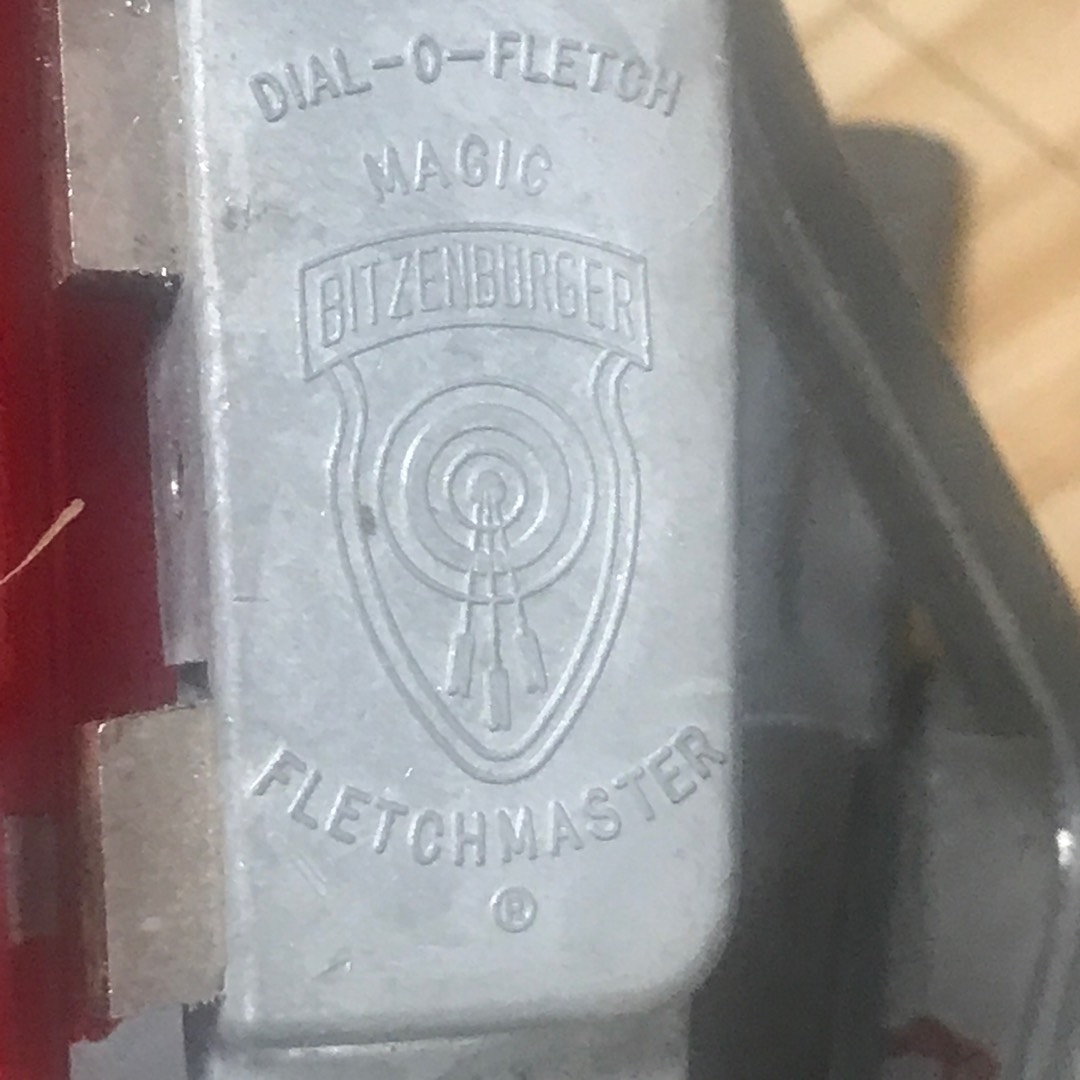 DIAL-O-FLETCH
MAGIC
BITZENBURGER
FLETCHMASTER
®